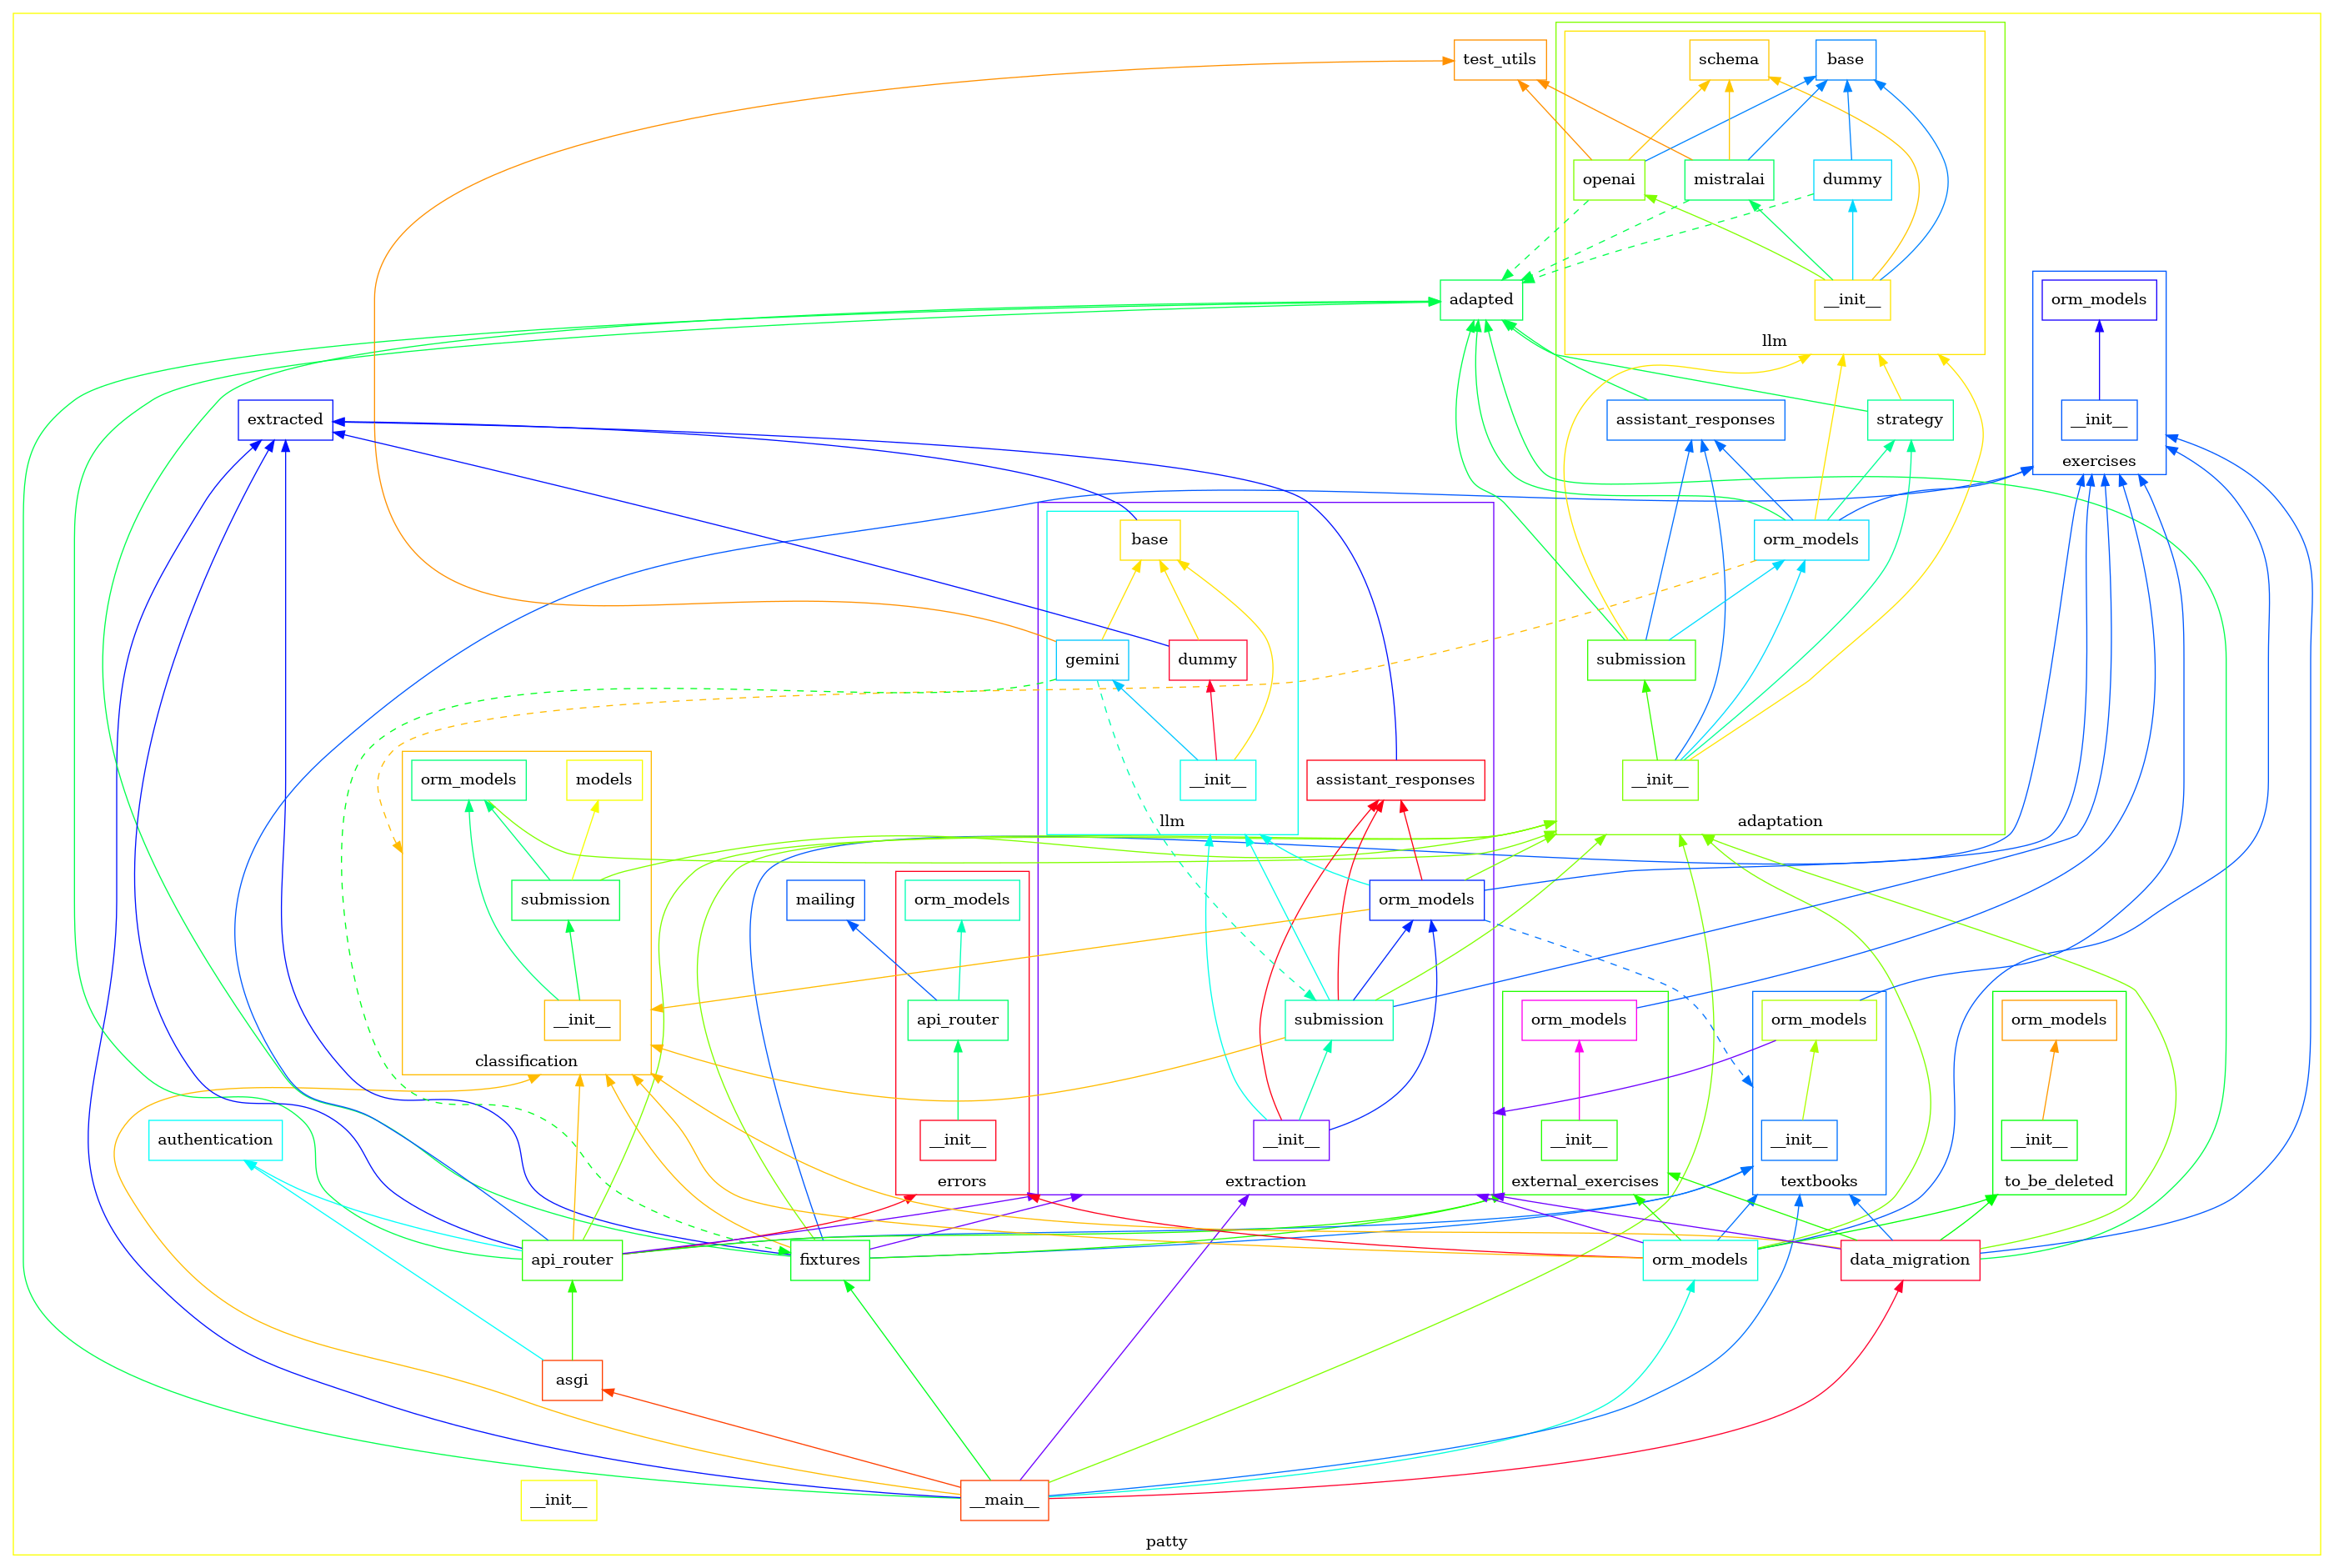 test_utils
schema
base
openai
mistralai
dummy
adapted
__init__
orm_models
llm
extracted
assistant_responses
strategy
__init__
exercises
base
orm_models
gemini
dummy
submission
orm_models
models
__init__
assistant_responses
__init__
llm
adaptation
submission
mailing
orm_models
orm_models
__init__
api_router
submission
orm_models
orm_models
orm_models
classification
authentication
__init__
__init__
__init__
__init__
__init__
errors
extraction
external_exercises
textbooks
to_be_deleted
api_router
fixtures
orm_models
data_migration
asgi
__init__
__main__
patty